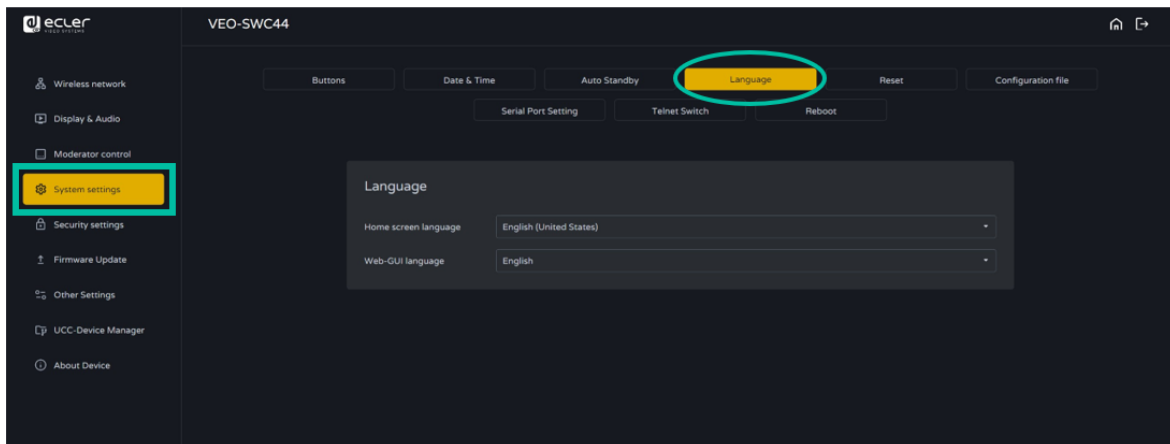 ecler
VIDEO SYSTEMS
VEO-SWC44
Wireless network
Display & Audio
Moderator control
System settings
Security settings
Firmware Update
Other Settings
UCC-Device Manager
About Device
Buttons
Date & Time
Auto Standby
Language
Reset
Configuration file
Serial Port Setting
Telnet Switch
Reboot
Language
Home screen language
English (United States)
Web-GUI language
English